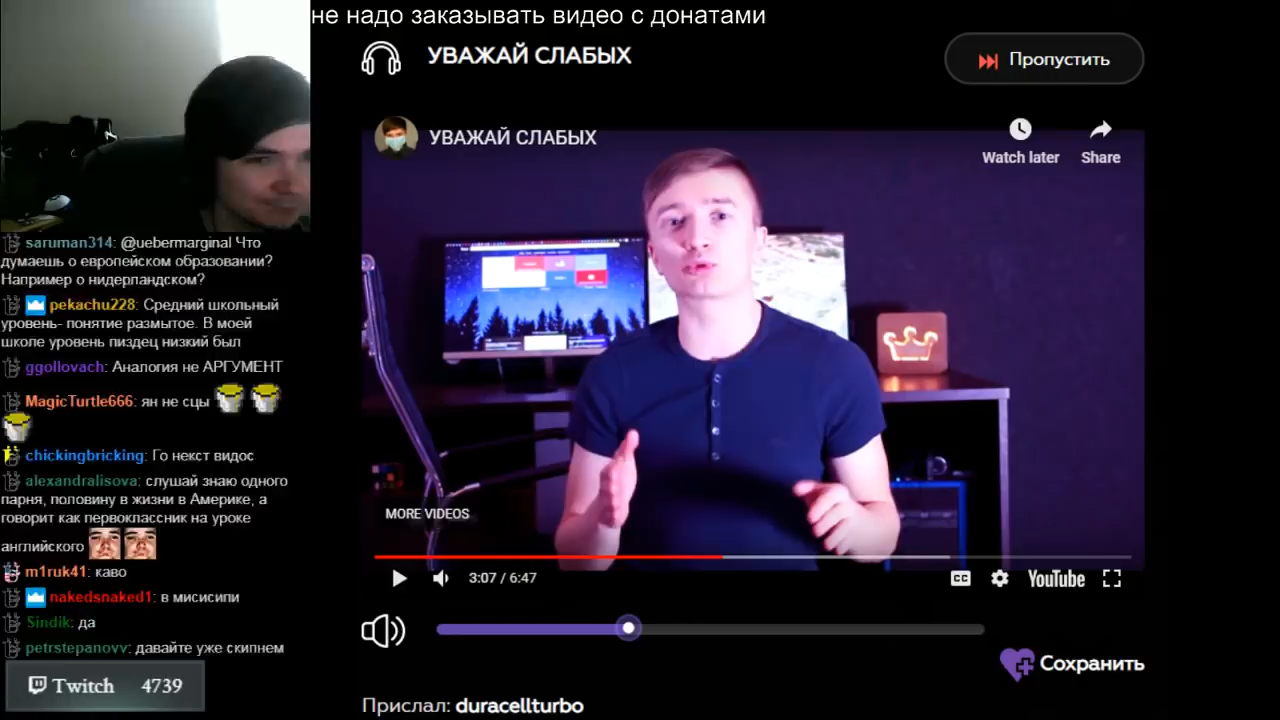 не надо заказывать видео с донатами
УВАЖАЙ СЛАБЫХ
Пропустить
УВАЖАЙ СЛАБЫХ
Watch later
Share
MORE VIDEOS
3:07 / 6:47
CC
YouTube
Сохранить
Прислал: duracellturbo
saruman314: @uebermarginal Что
думаешь о европейском образовании?
Например о нидерландском?
pekachu228: Средний школьный
уровень- понятие размытое. В моей
школе уровень пиздец низкий был
ggollovach: Аналогия не АРГУМЕНТ
MagicTurtle666: ян не сцы
chickingbricking: Го некст видос
alexandralisova: слушай знаю одного
парня, половину в жизни в Америке, а
говорит как первоклассник на уроке
английского
m1ruk41: каво
nakedsnaked1: в мисисипи
Sindik: да
petrstepanovv: давайте уже скипнем
Twitch 4739